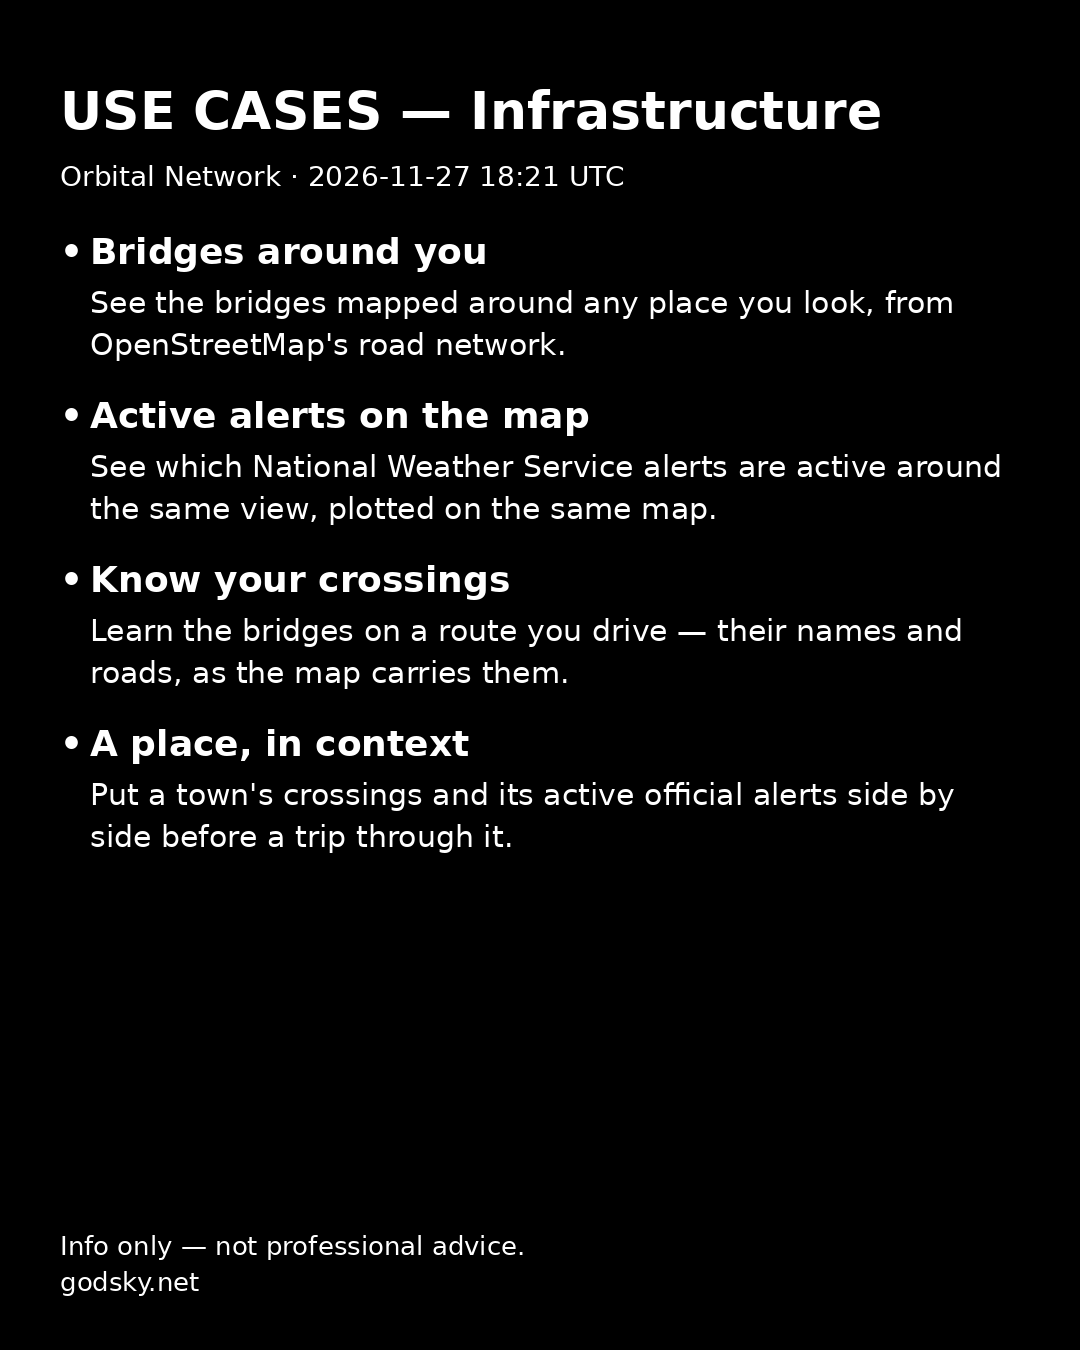 USE CASES — Infrastructure
Orbital Network · 2026-11-27 18:21 UTC
• Bridges around you
See the bridges mapped around any place you look, from
OpenStreetMap's road network.
• Active alerts on the map
See which National Weather Service alerts are active around
the same view, plotted on the same map.
• Know your crossings
Learn the bridges on a route you drive — their names and
roads, as the map carries them.
• A place, in context
Put a town's crossings and its active official alerts side by
side before a trip through it.
Info only — not professional advice.
godsky.net